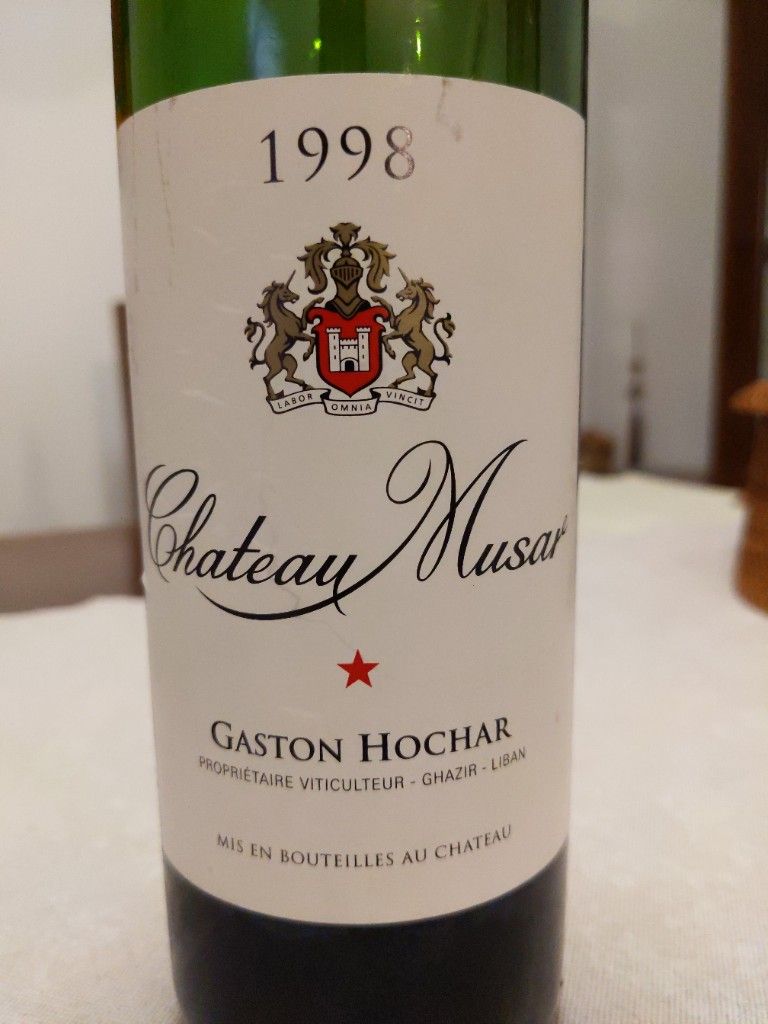 1998
LABOR OMNIA VINCIT
Chateau Musar
GASTON HOCHAR
PROPRIÉTAIRE VITICULTEUR - GHAZIR - LIBAN
MIS EN BOUTEILLES AU CHATEAU